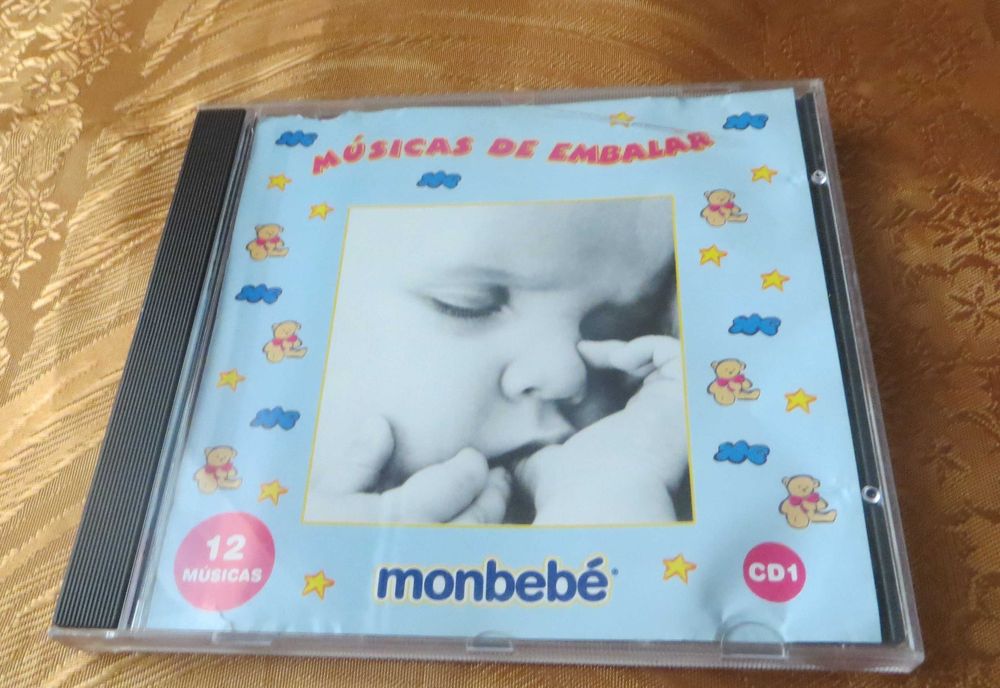 MÚSICAS DE EMBALAR
12
MÚSICAS
monbebé
CD1